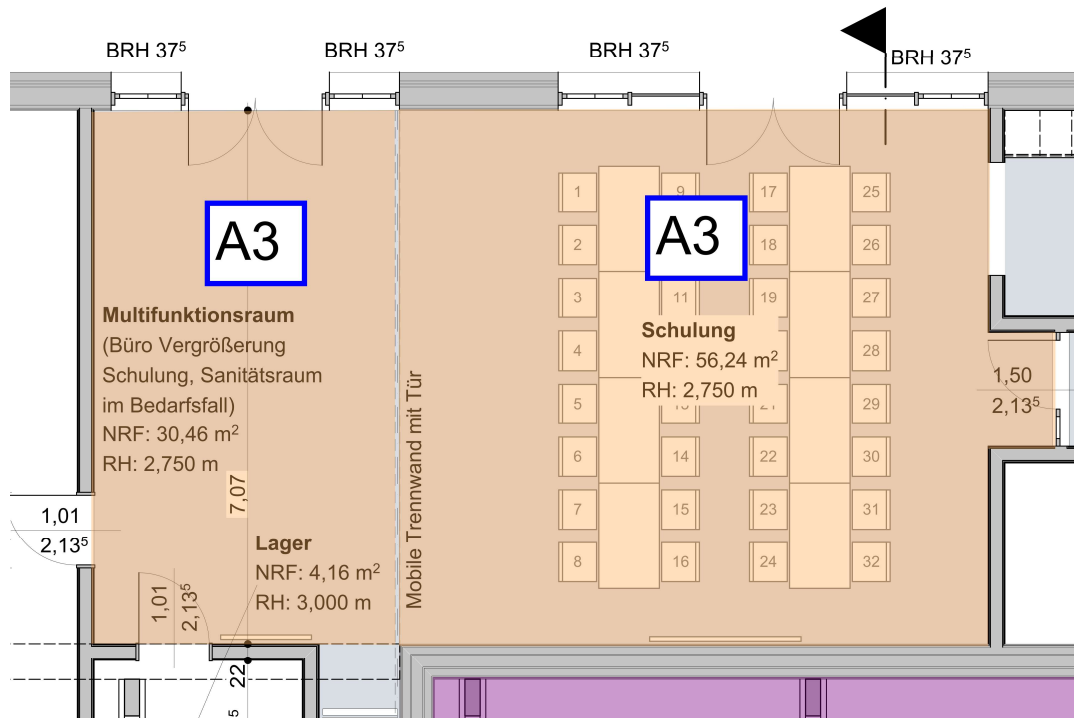 BRH 37⁵
BRH 37⁵
BRH 37⁵
BRH 37⁵
A3
A3
1
9
17
25
2
18
26
3
11
19
27
4
28
5
29
6
14
22
30
7
15
23
31
8
16
24
32
Multifunktionsraum
(Büro Vergrößerung
Schulung, Sanitätsraum
im Bedarfsfall)
NRF: 30,46 m²
RH: 2,750 m
Schulung
NRF: 56,24 m²
RH: 2,750 m
Mobile Trennwand mit Tür
1,50
2,13⁵
7,07
1,01
2,13⁵
Lager
NRF: 4,16 m²
RH: 3,000 m
1,01
2,13⁵
22
5